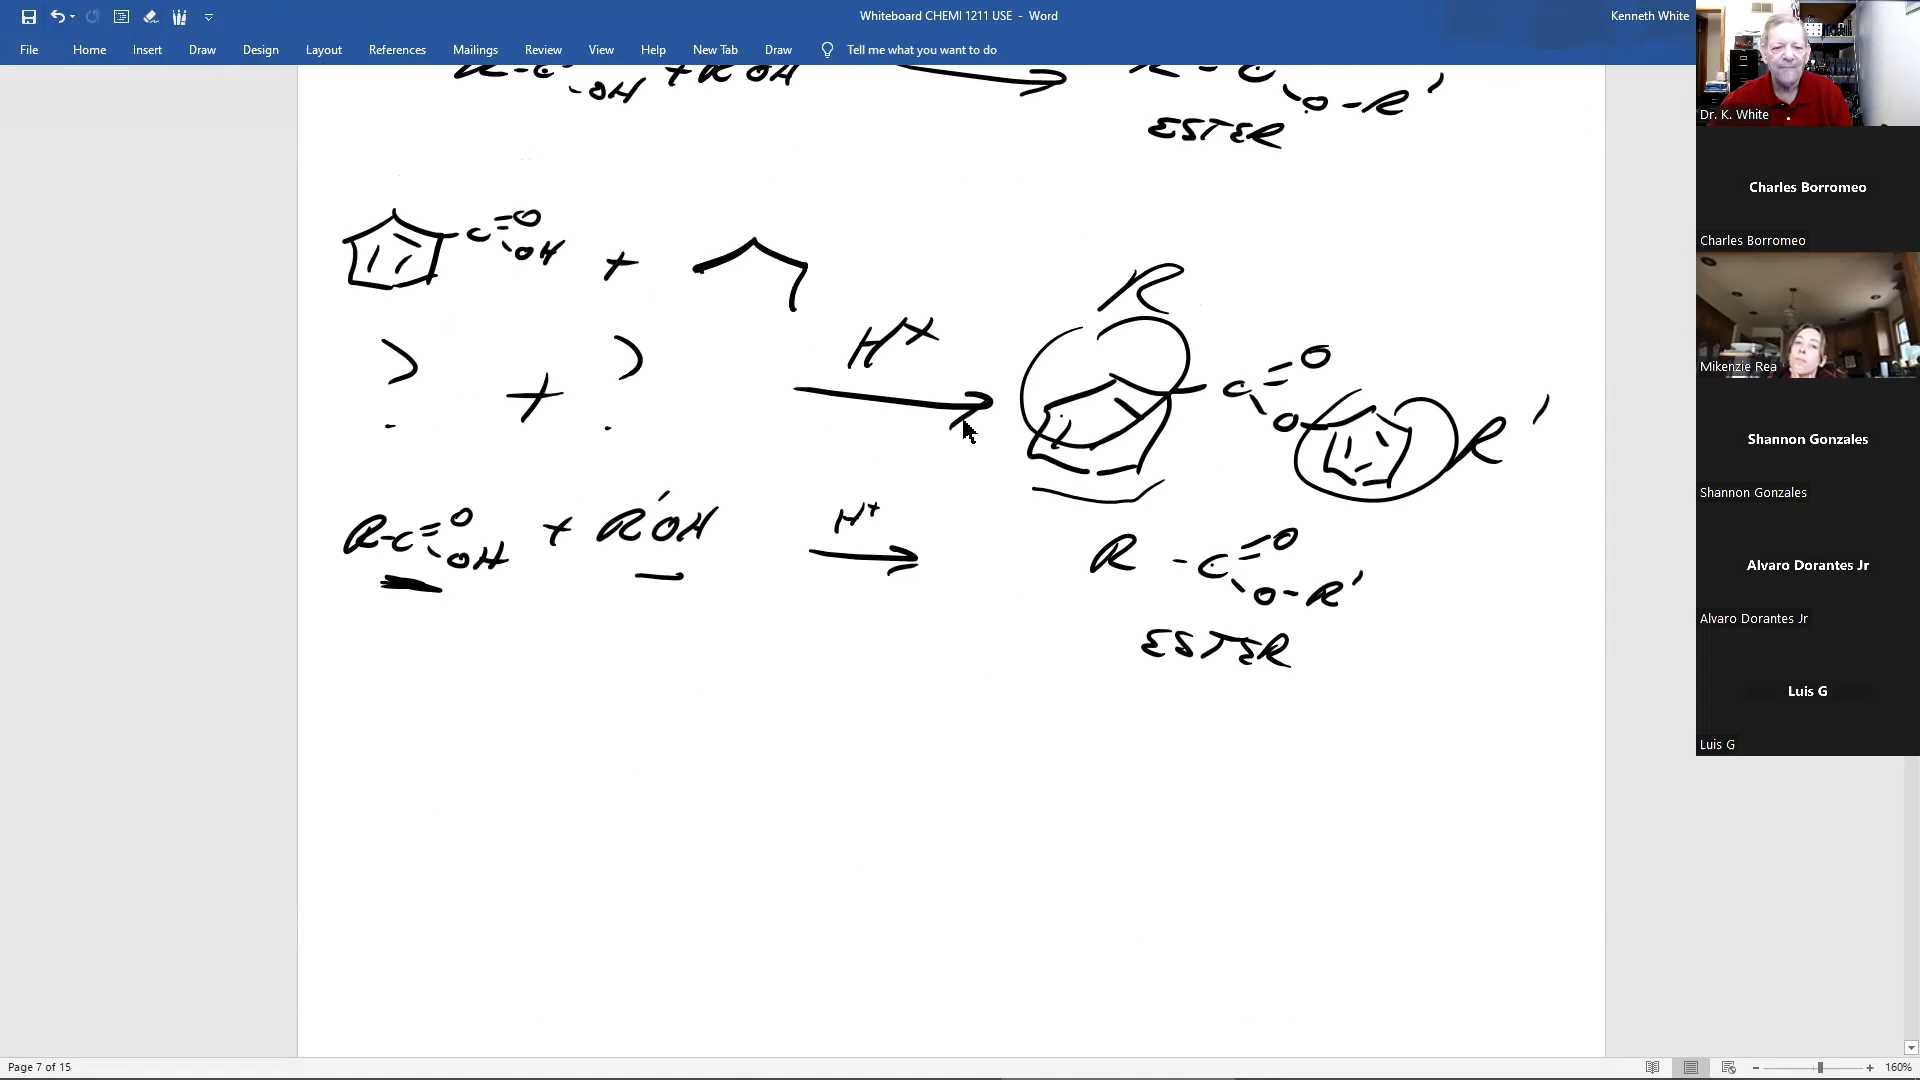 Whiteboard CHEMI 1211 USE - Word
Kenneth White
File Home Insert Draw Design Layout References Mailings Review View Help New Tab Draw Tell me what you want to do
R-C -OH + R'OH R - C O-R'
ESTER
C =O OH +
R
? + ? H+ C =O O R'
R-C =O OH + R'OH H+ R - C =O O-R'
ESTER
Dr. K. White
Charles Borromeo
Charles Borromeo
Mikenzie Rea
Shannon Gonzales
Shannon Gonzales
Alvaro Dorantes Jr
Alvaro Dorantes Jr
Luis G
Luis G
Page 7 of 15
160%